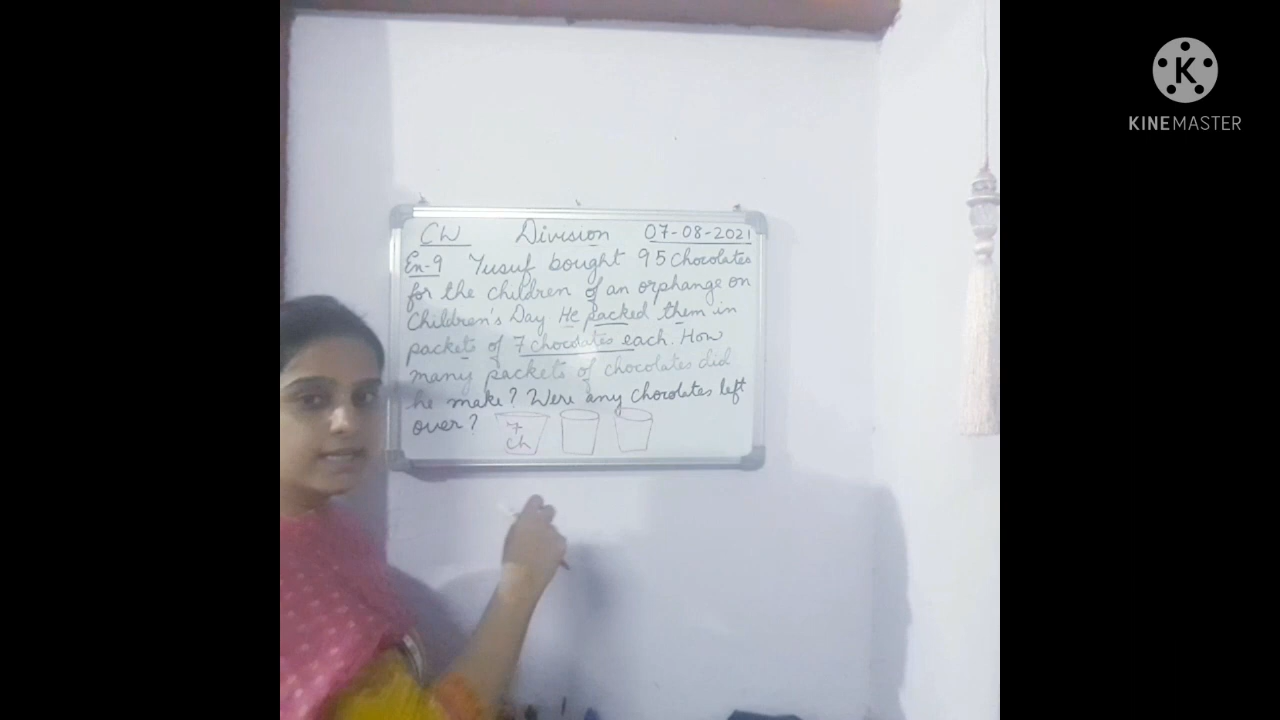 CW Division 07-08-2021
Ex-9 Yusuf bought 95 Chocolates
for the children of an orphange on
Children's Day He packed them in
packets of 7 chocolates each. How
many packets of chocolates did
he make? Were any chocolates left
over? 7
Ch
K
KINEMASTER